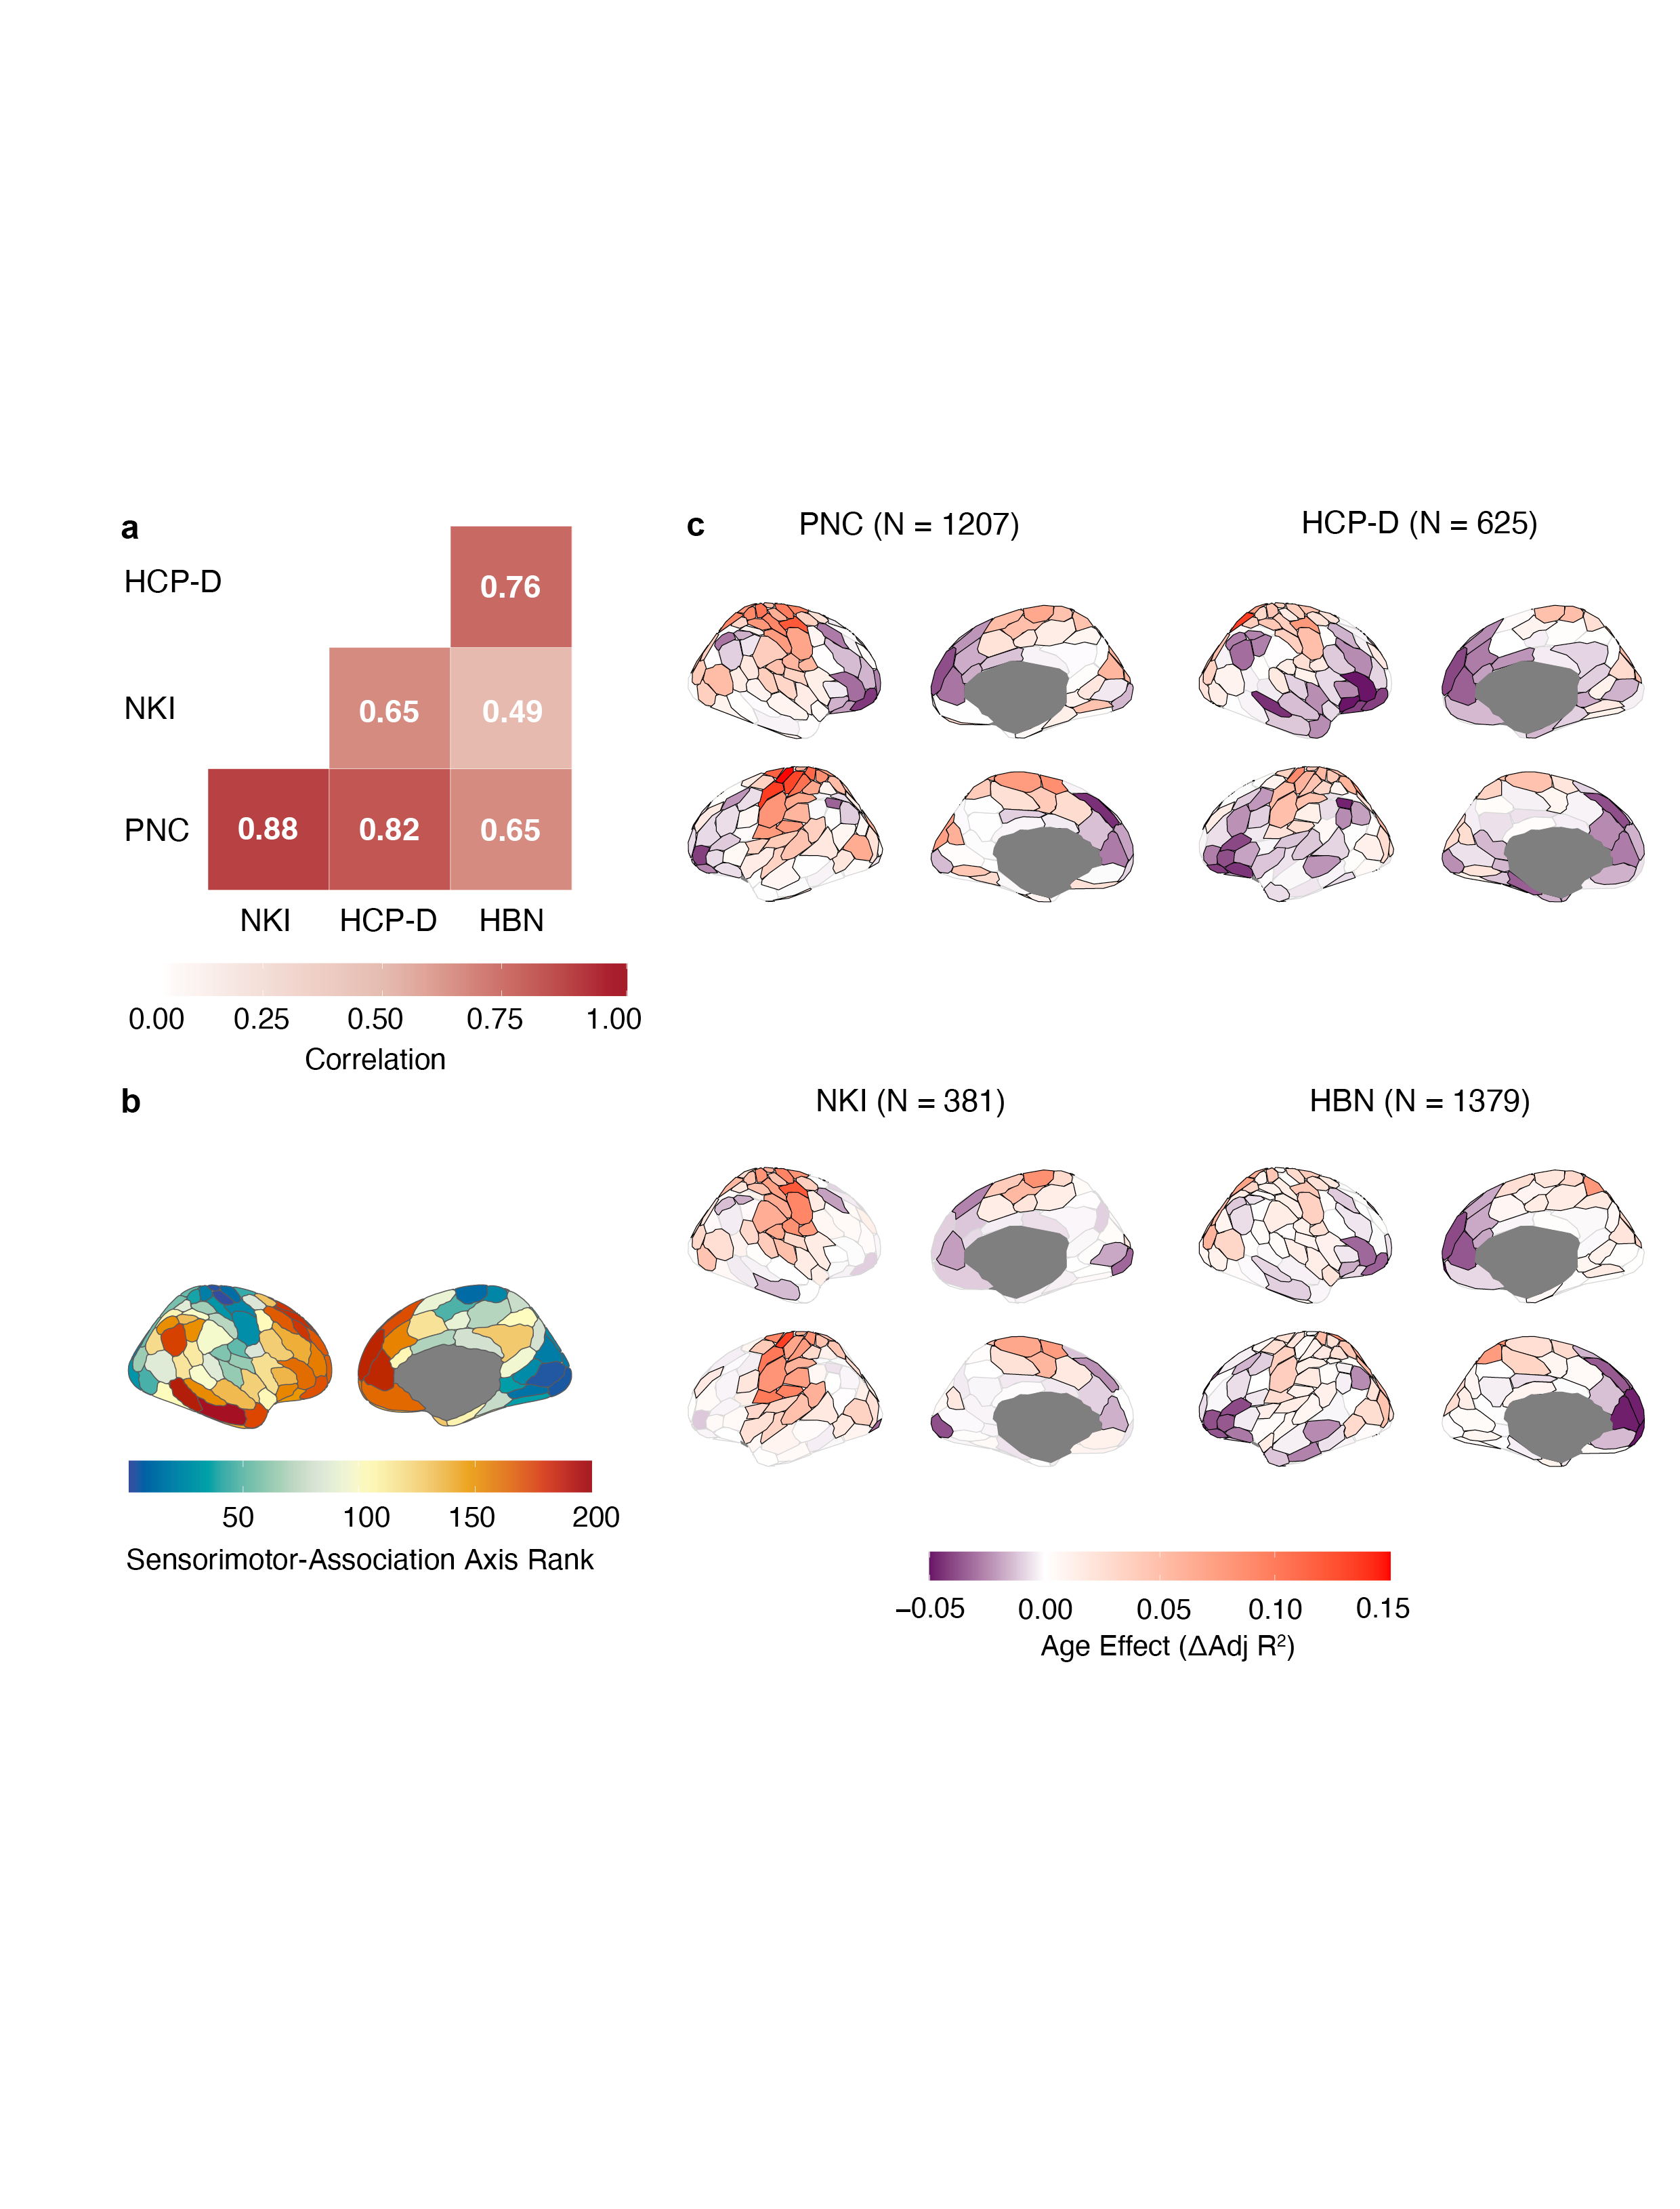 a
HCP-D
0.76
NKI
0.65
0.49
PNC
0.88
0.82
0.65
NKI
HCP-D
HBN
0.00 0.25 0.50 0.75 1.00
Correlation
b
50 100 150 200
Sensorimotor-Association Axis Rank
c
PNC (N = 1207)
HCP-D (N = 625)
NKI (N = 381)
HBN (N = 1379)
−0.05 0.00 0.05 0.10 0.15
Age Effect (ΔAdj R²)